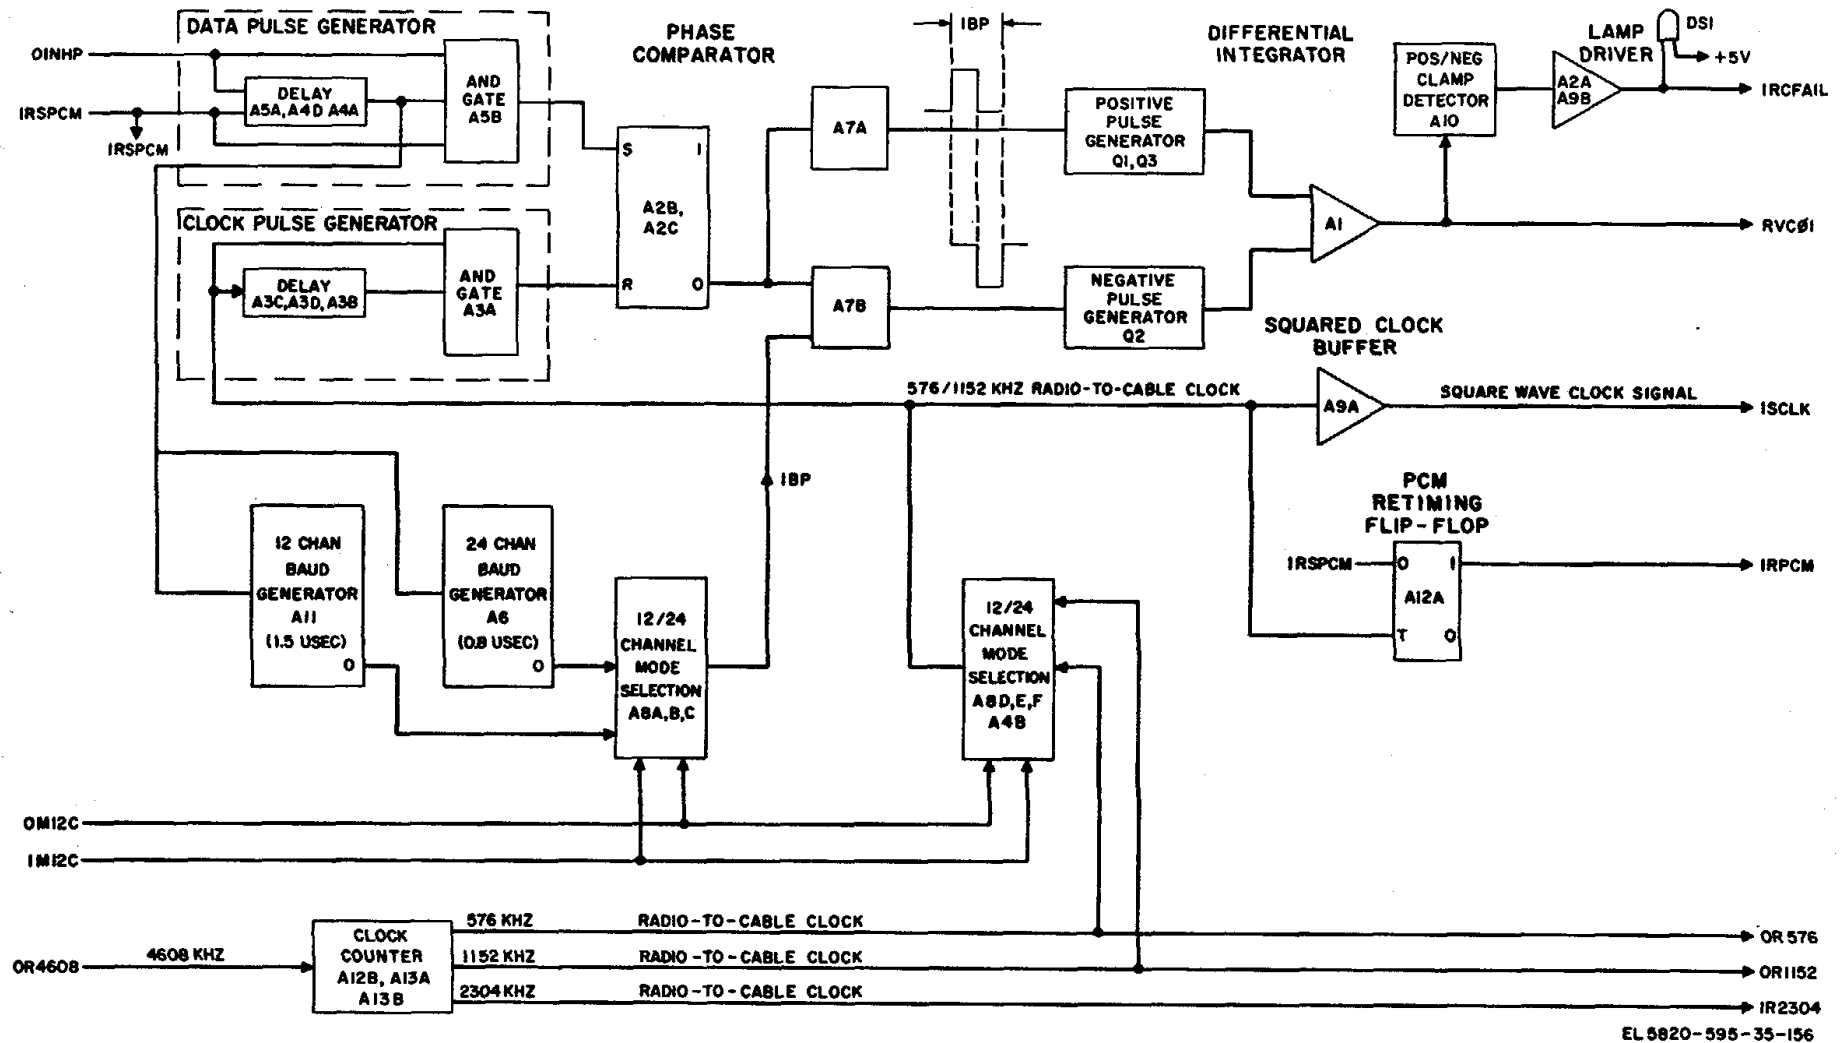 DATA PULSE GENERATOR
OINHP
IRSPCM
IRSPCM
DELAY
A5A, A4D A4A
AND
GATE
A5B
PHASE
COMPARATOR
S I
A2B,
A2C
R O
CLOCK PULSE GENERATOR
DELAY
A3C, A3D, A3B
AND
GATE
A3A
A7A
A7B
IBP
POSITIVE
PULSE
GENERATOR
Q1, Q3
NEGATIVE
PULSE
GENERATOR
Q2
DIFFERENTIAL
INTEGRATOR
A1
POS/NEG
CLAMP
DETECTOR
A10
LAMP
DRIVER
A2A
A9B
DS1
+5V
IRCFAIL
RVCØ1
SQUARED CLOCK
BUFFER
576/1152 KHZ RADIO-TO-CABLE CLOCK
A9A
SQUARE WAVE CLOCK SIGNAL
ISCLK
IBP
PCM
RETIMING
FLIP-FLOP
IRSPCM
O I
A12A
T O
IRPCM
12 CHAN
BAUD
GENERATOR
A11
(1.5 USEC)
O
24 CHAN
BAUD
GENERATOR
A6
(0.8 USEC)
O
12/24
CHANNEL
MODE
SELECTION
A8A,B,C
12/24
CHANNEL
MODE
SELECTION
A8D,E,F
A4B
OM12C
IM12C
OR4608
4608 KHZ
CLOCK
COUNTER
A12B, A13A
A13B
576 KHZ RADIO-TO-CABLE CLOCK
OR576
1152 KHZ RADIO-TO-CABLE CLOCK
OR1152
2304 KHZ RADIO-TO-CABLE CLOCK
IR2304
EL5820-595-35-156